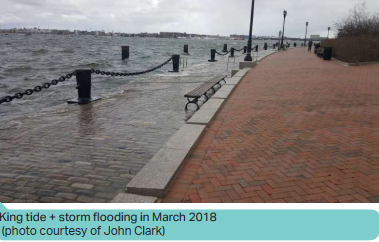 King tide + storm flooding in March 2018
(photo courtesy of John Clark)